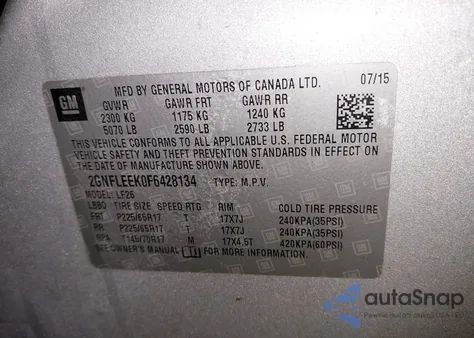 GM
MFD BY GENERAL MOTORS OF CANADA LTD. 07/15
GVWR GAWR FRT GAWR RR
2300 KG 1175 KG 1240 KG
5070 LB 2590 LB 2733 LB
THIS VEHICLE CONFORMS TO ALL APPLICABLE U.S. FEDERAL MOTOR
VEHICLE SAFETY AND THEFT PREVENTION STANDARDS IN EFFECT ON
THE DATE OF MANUFACTURE SHOWN ABOVE.
2GNFLEEK0F6428134 TYPE: M.P.V.
MODEL: LF26
TIRE SIZE SPEED RTG RIM COLD TIRE PRESSURE
FRT P225/65R17 T 17X7J 240KPA(35PSI)
RR P225/65R17 T 17X7J 240KPA(35PSI)
SPA T145/70R17 M 17X4.5T 420KPA(60PSI)
SEE OWNER'S MANUAL FOR MORE INFORMATION.
autoSnap